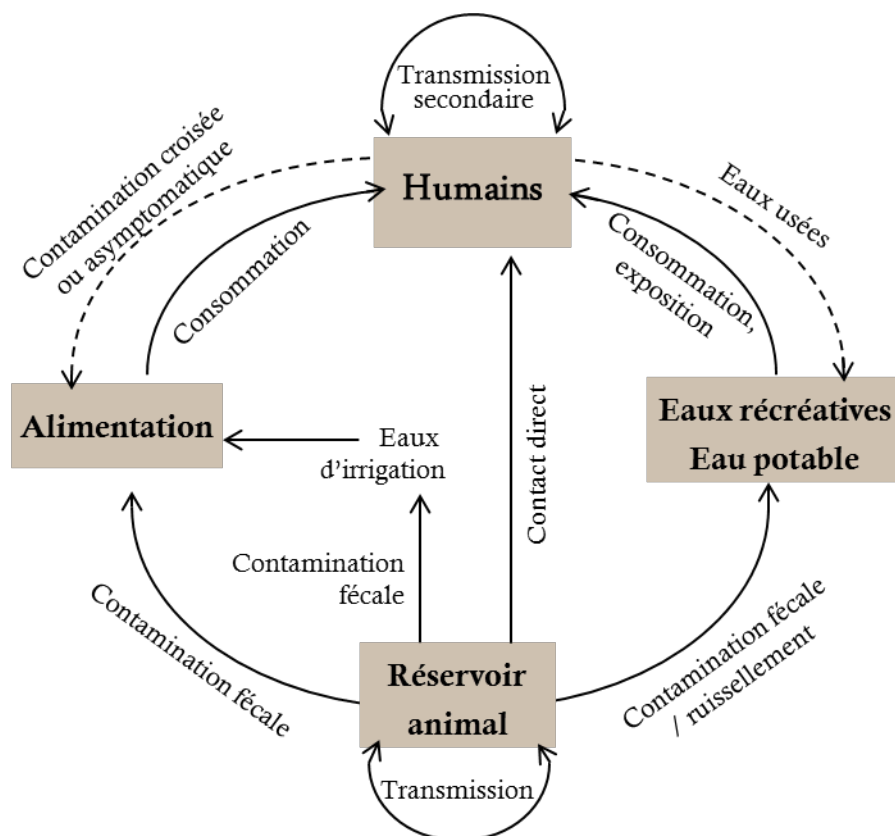 Transmission
secondaire
Humains
Contamination croisée
ou asymptomatique
Consommation
Consommation,
exposition
Eaux usées
Alimentation
Eaux
d'irrigation
Contact direct
Eaux récréatives
Eau potable
Contamination
fécale
Contamination fécale
Réservoir
animal
Contamination fécale
/ ruissellement
Transmission